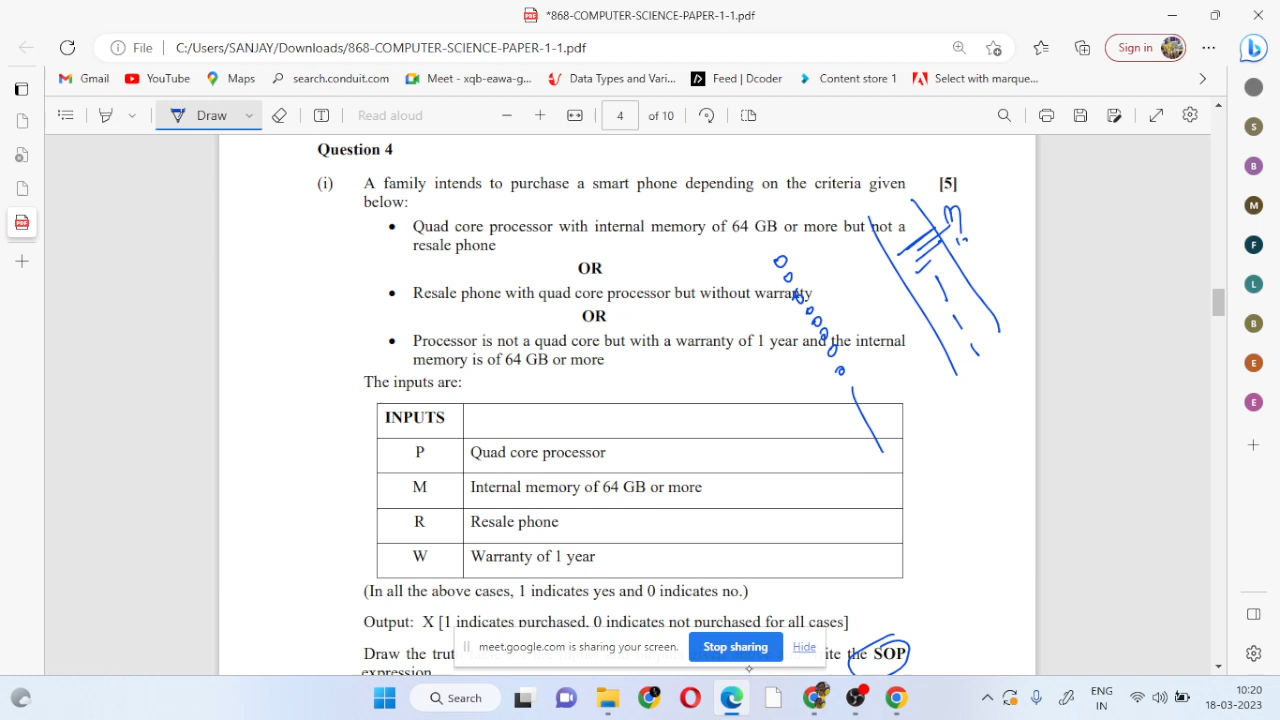 *868-COMPUTER-SCIENCE-PAPER-1-1.pdf
File C:/Users/SANJAY/Downloads/868-COMPUTER-SCIENCE-PAPER-1-1.pdf
Sign in
Gmail YouTube Maps search.conduit.com Meet - xqb-eawa-g... Data Types and Vari... Feed | Dcoder Content store 1 Select with marque...
Draw Read aloud 4 of 10
Question 4
(i) A family intends to purchase a smart phone depending on the criteria given [5]
below:
• Quad core processor with internal memory of 64 GB or more but not a
resale phone
OR
• Resale phone with quad core processor but without warranty
OR
• Processor is not a quad core but with a warranty of 1 year and the internal
memory is of 64 GB or more
The inputs are:
INPUTS
P Quad core processor
M Internal memory of 64 GB or more
R Resale phone
W Warranty of 1 year
(In all the above cases, 1 indicates yes and 0 indicates no.)
Output: X [1 indicates purchased, 0 indicates not purchased for all cases]
Draw the the SOP
expression
meet.google.com is sharing your screen. Stop sharing Hide
S
B
M
F
L
B
E
E
Search
ENG
IN
10:20
18-03-2023